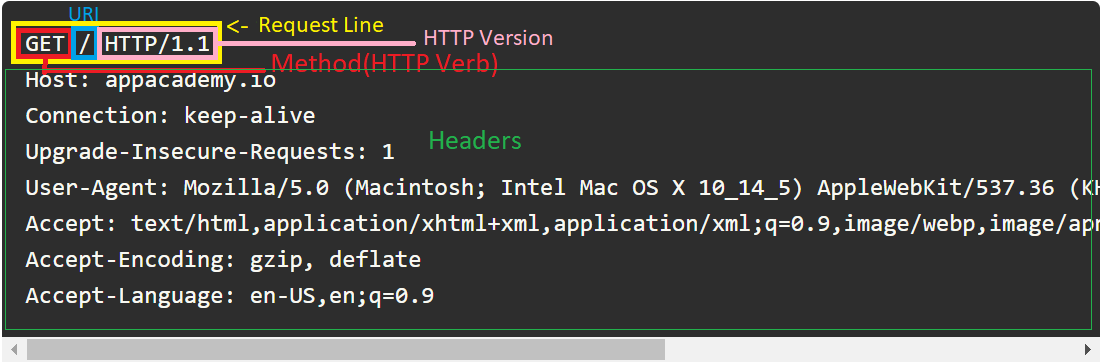 URI
<- Request Line
GET / HTTP/1.1
HTTP Version
Method(HTTP Verb)
Host: appacademy.io
Connection: keep-alive
Headers
Upgrade-Insecure-Requests: 1
User-Agent: Mozilla/5.0 (Macintosh; Intel Mac OS X 10_14_5) AppleWebKit/537.36 (KH
Accept: text/html,application/xhtml+xml,application/xml;q=0.9,image/webp,image/apn
Accept-Encoding: gzip, deflate
Accept-Language: en-US,en;q=0.9